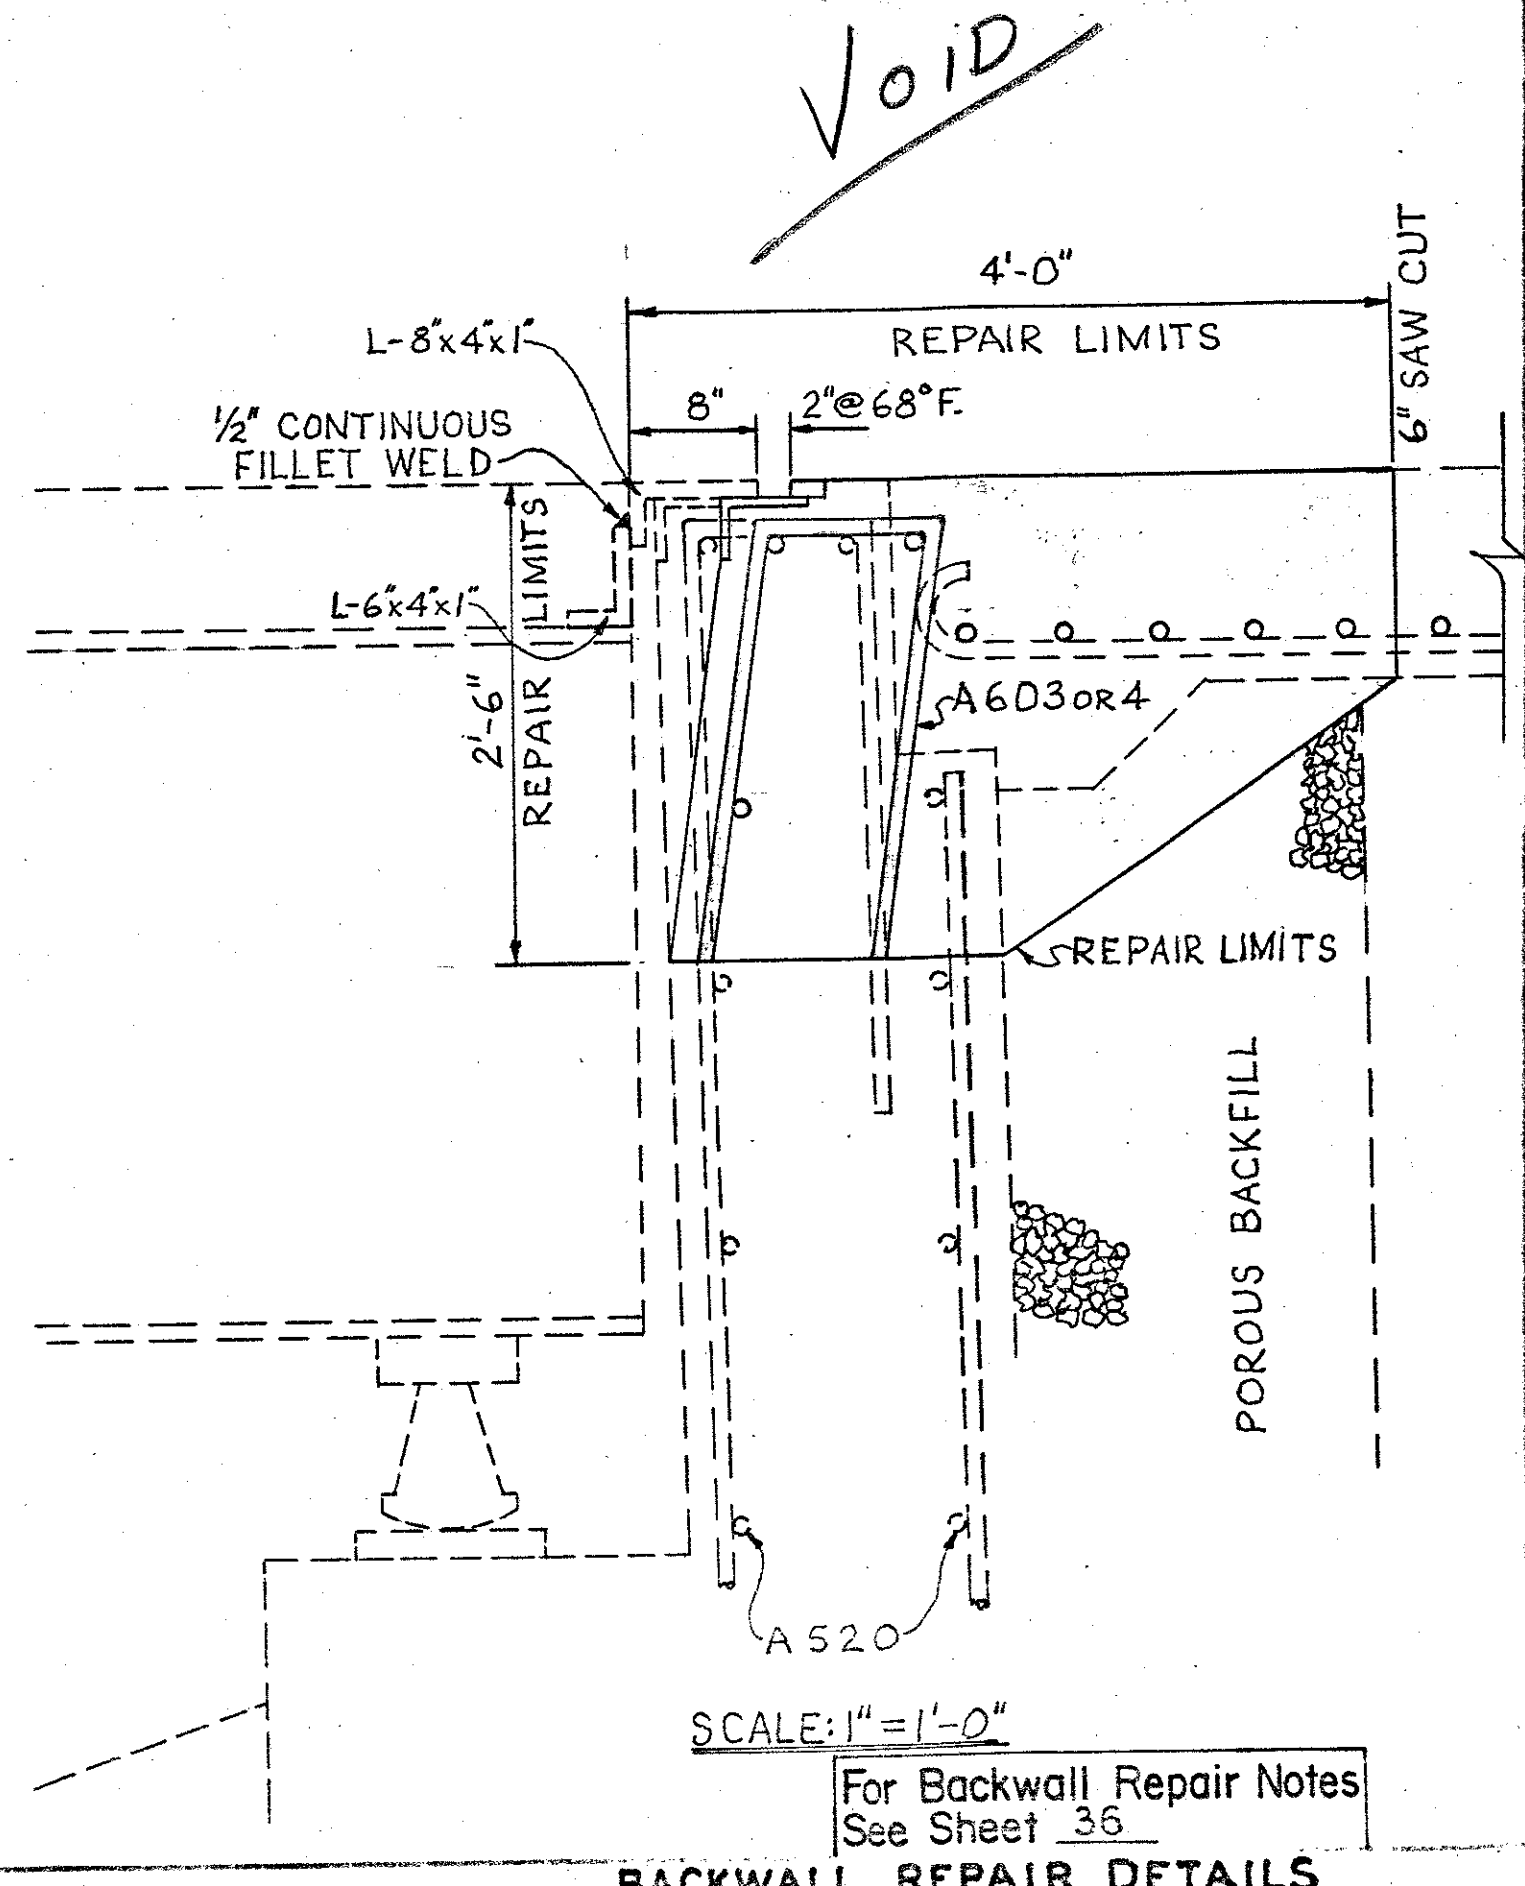 VOID
4'-0"
REPAIR LIMITS
6" SAW CUT
L-8"x4"x1"
8"
2"@68°F.
1/2" CONTINUOUS
FILLET WELD
L-6"x4"x1"
2'-6"
REPAIR LIMITS
A603 OR 4
REPAIR LIMITS
POROUS BACKFILL
A520
SCALE: 1" = 1'-0"
For Backwall Repair Notes
See Sheet 36
BACKWALL REPAIR DETAILS